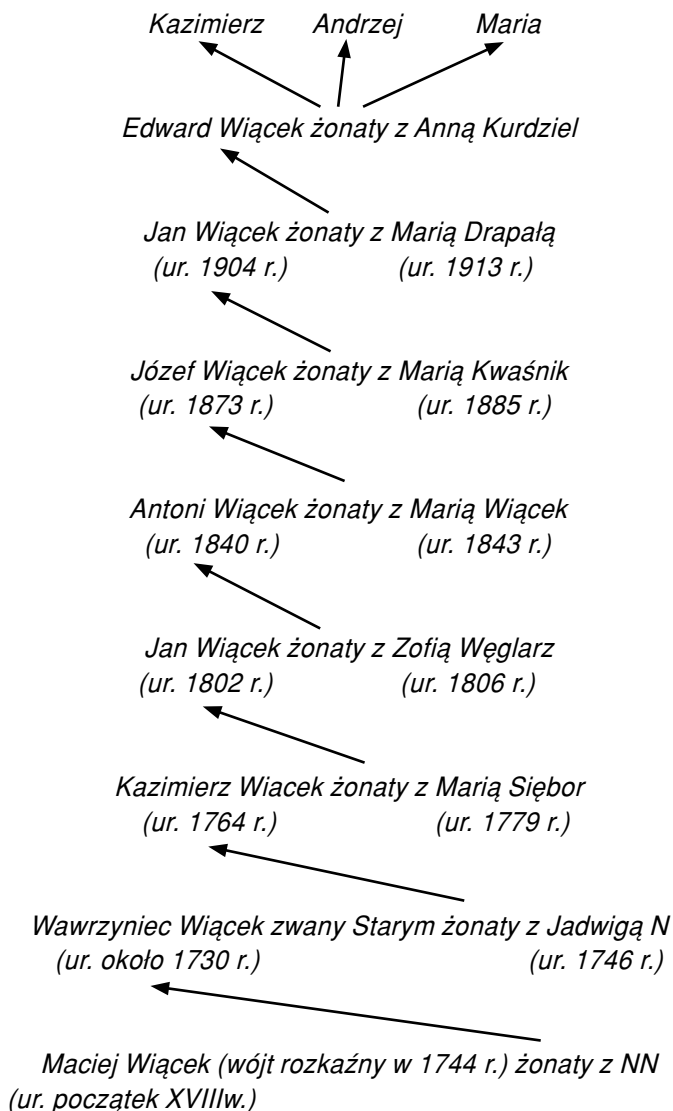 Kazimierz Andrzej Maria
Edward Wiącek żonaty z Anną Kurdziel
Jan Wiącek żonaty z Marią Drapałą
(ur. 1904 r.) (ur. 1913 r.)
Józef Wiącek żonaty z Marią Kwaśnik
(ur. 1873 r.) (ur. 1885 r.)
Antoni Wiącek żonaty z Marią Wiącek
(ur. 1840 r.) (ur. 1843 r.)
Jan Wiącek żonaty z Zofią Węglarz
(ur. 1802 r.) (ur. 1806 r.)
Kazimierz Wiacek żonaty z Marią Siębor
(ur. 1764 r.) (ur. 1779 r.)
Wawrzyniec Wiącek zwany Starym żonaty z Jadwigą N
(ur. około 1730 r.) (ur. 1746 r.)
Maciej Wiącek (wójt rozkaźny w 1744 r.) żonaty z NN
(ur. początek XVIIIw.)